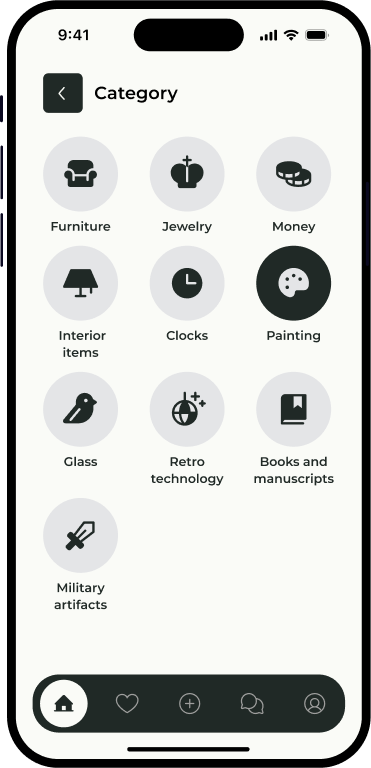 9:41
Category
Furniture
Jewelry
Money
Interior
items
Clocks
Painting
Glass
Retro
technology
Books and
manuscripts
Military
artifacts